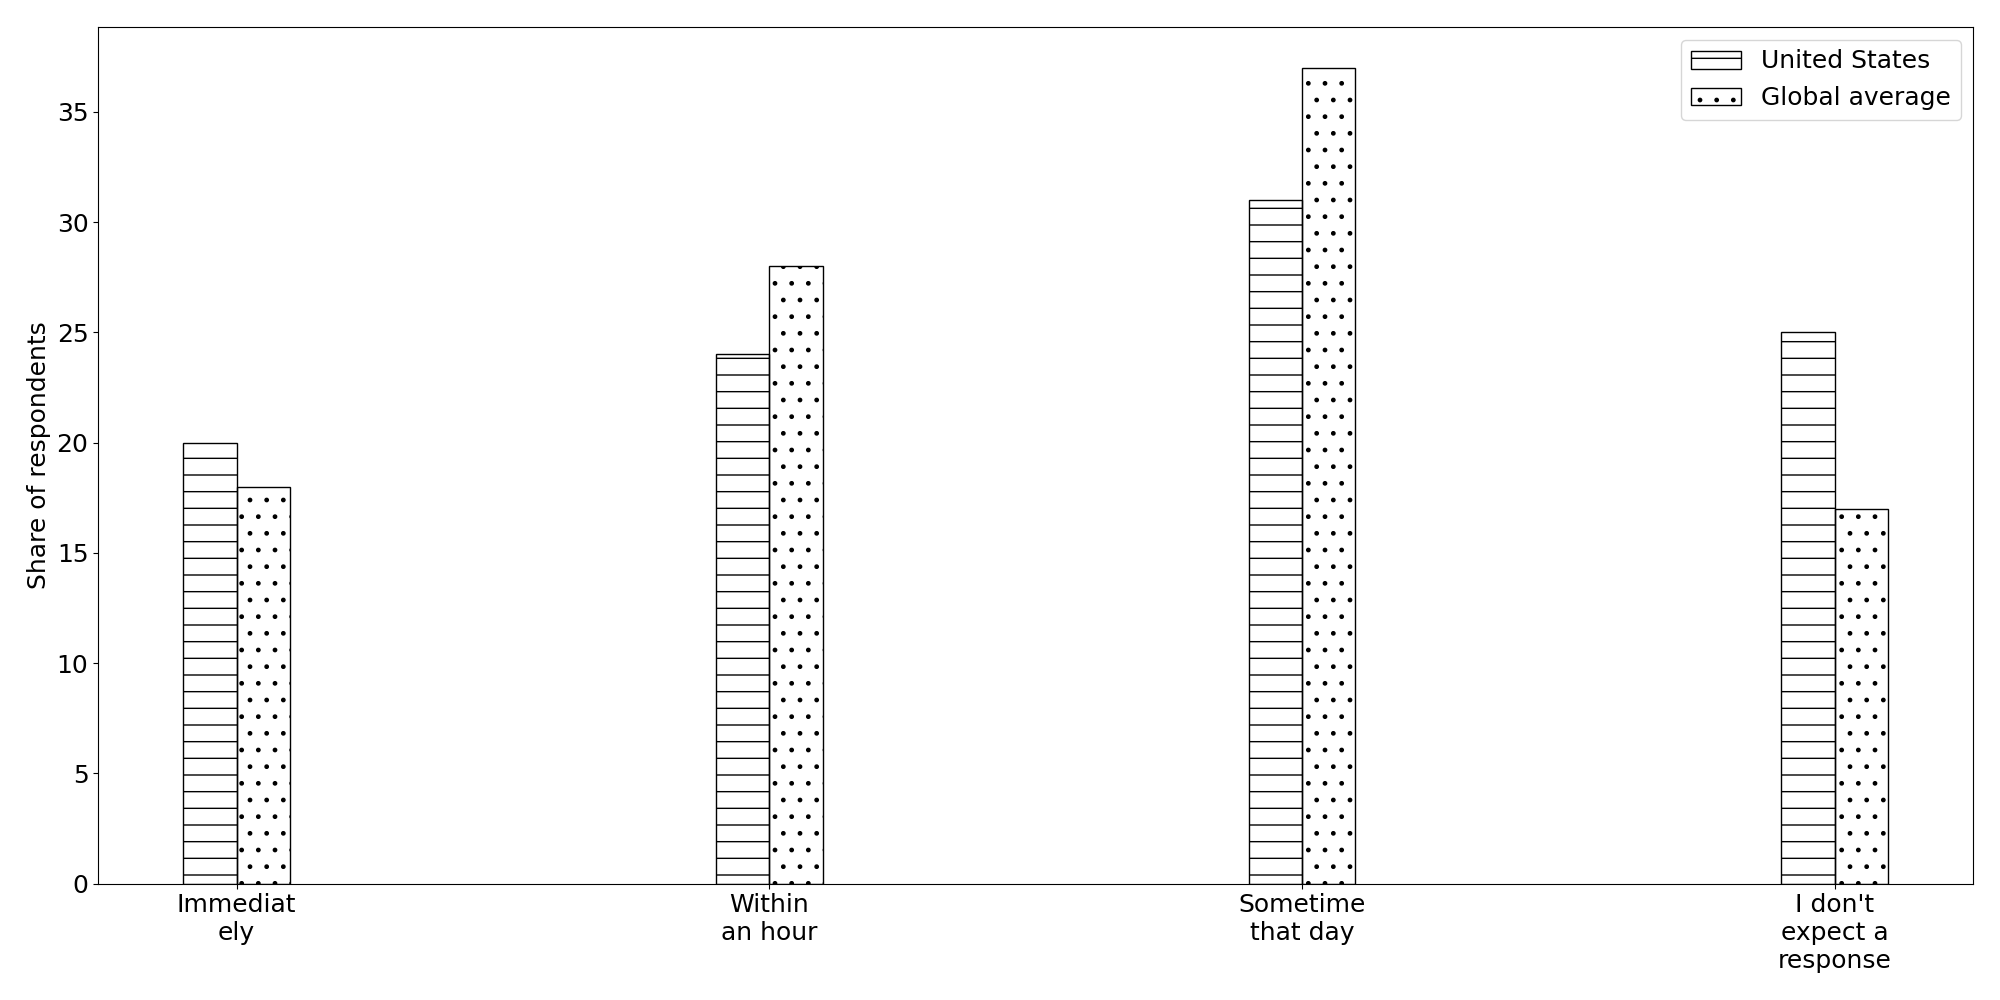 United States
Global average
Share of respondents
35
30
25
20
15
10
5
0
Immediat
ely
Within
an hour
Sometime
that day
I don't
expect a
response